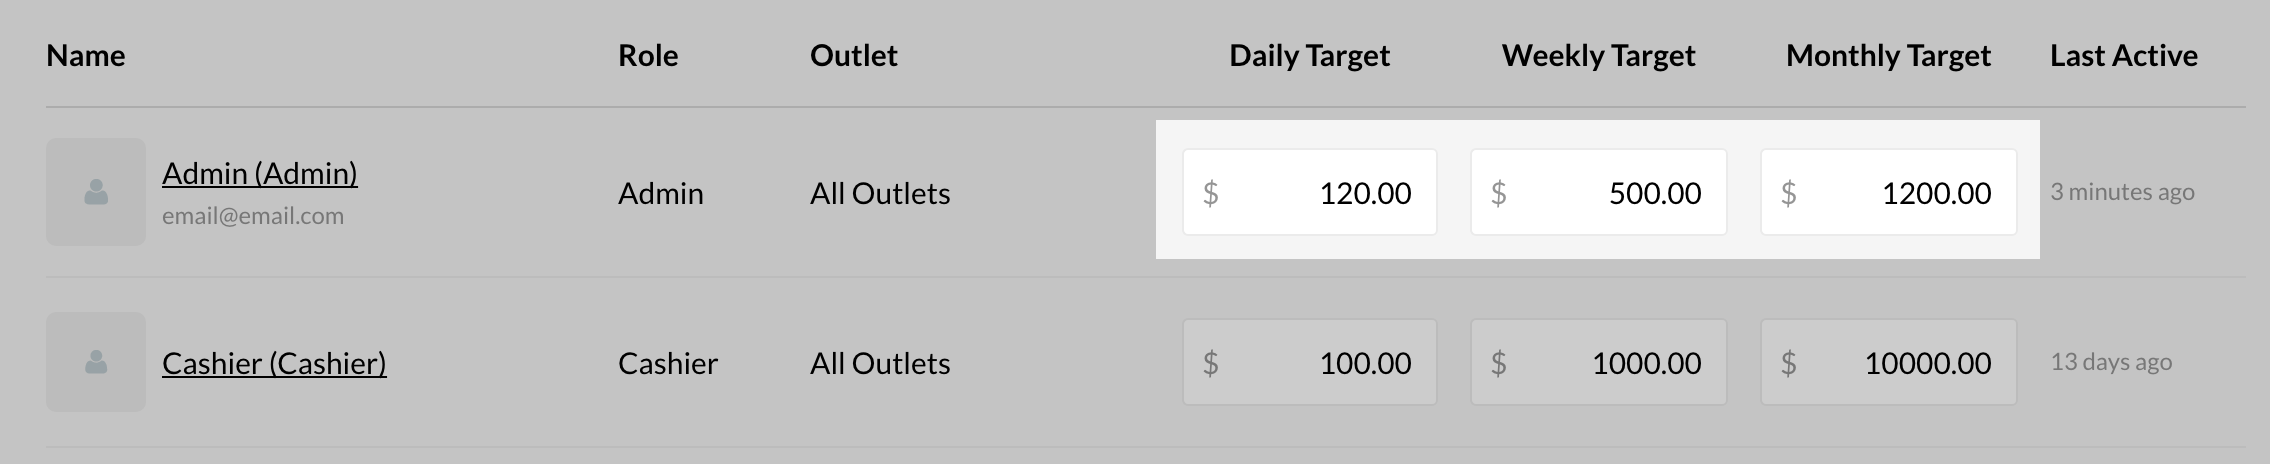 Name Role Outlet Daily Target Weekly Target Monthly Target Last Active
Admin (Admin)
email@email.com
Admin All Outlets $ 120.00 $ 500.00 $ 1200.00 3 minutes ago
Cashier (Cashier) Cashier All Outlets $ 100.00 $ 1000.00 $ 10000.00 13 days ago